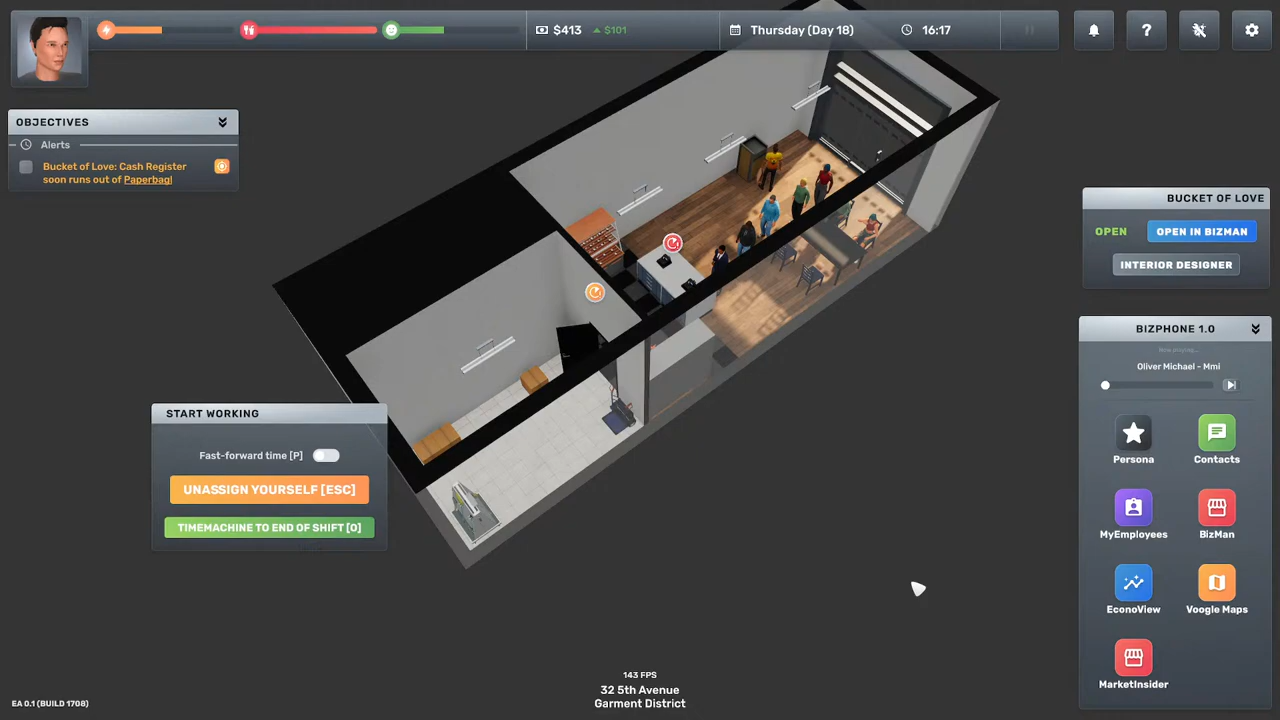 $413
$101
Thursday (Day 18)
16:17
?
OBJECTIVES
Alerts
Bucket of Love: Cash Register
soon runs out of Paperbag!
BUCKET OF LOVE
OPEN
OPEN IN BIZMAN
INTERIOR DESIGNER
BIZPHONE 1.0
Now playing...
Oliver Michael - Mmi
Persona
Contacts
MyEmployees
BizMan
EconoView
Voogle Maps
MarketInsider
START WORKING
Fast-forward time [P]
UNASSIGN YOURSELF [ESC]
TIMEMACHINE TO END OF SHIFT [O]
143 FPS
32 5th Avenue
Garment District
EA 0.1 (BUILD 1708)